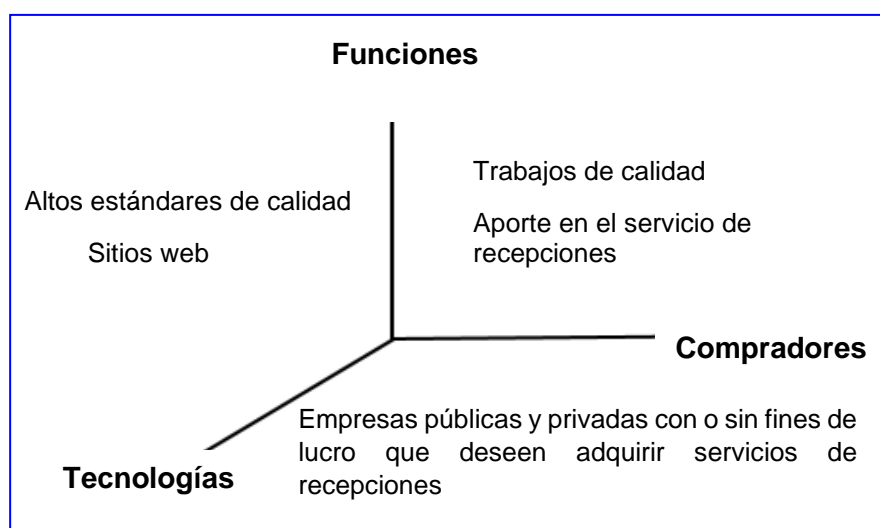 Funciones
Trabajos de calidad
Altos estándares de calidad
Aporte en el servicio de
recepciones
Sitios web
Compradores
Empresas públicas y privadas con o sin fines de
lucro que deseen adquirir servicios de
recepciones
Tecnologías